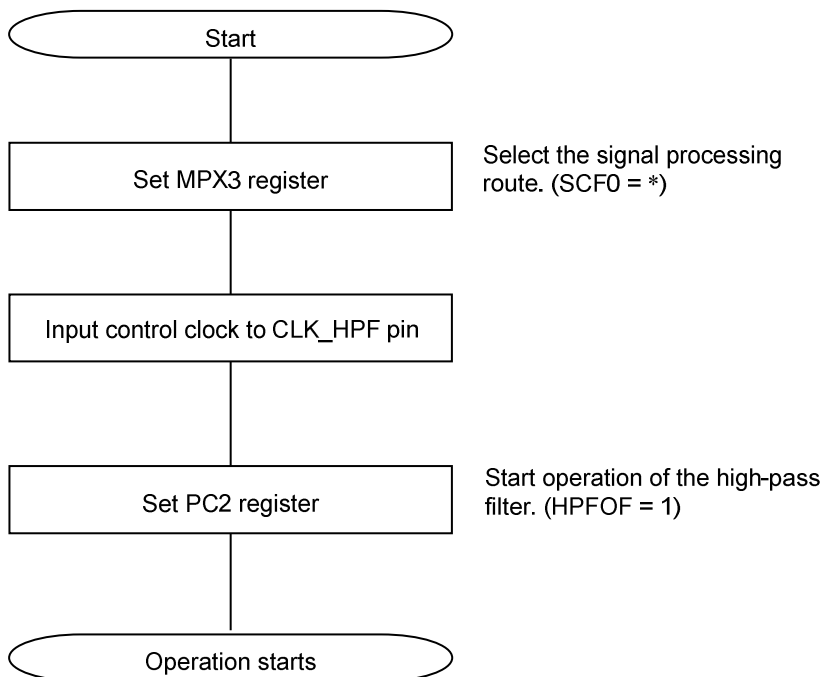 Start
Set MPX3 register
Select the signal processing
route. (SCF0 = *)
Input control clock to CLK_HPF pin
Set PC2 register
Start operation of the high-pass
filter. (HPFOF = 1)
Operation starts